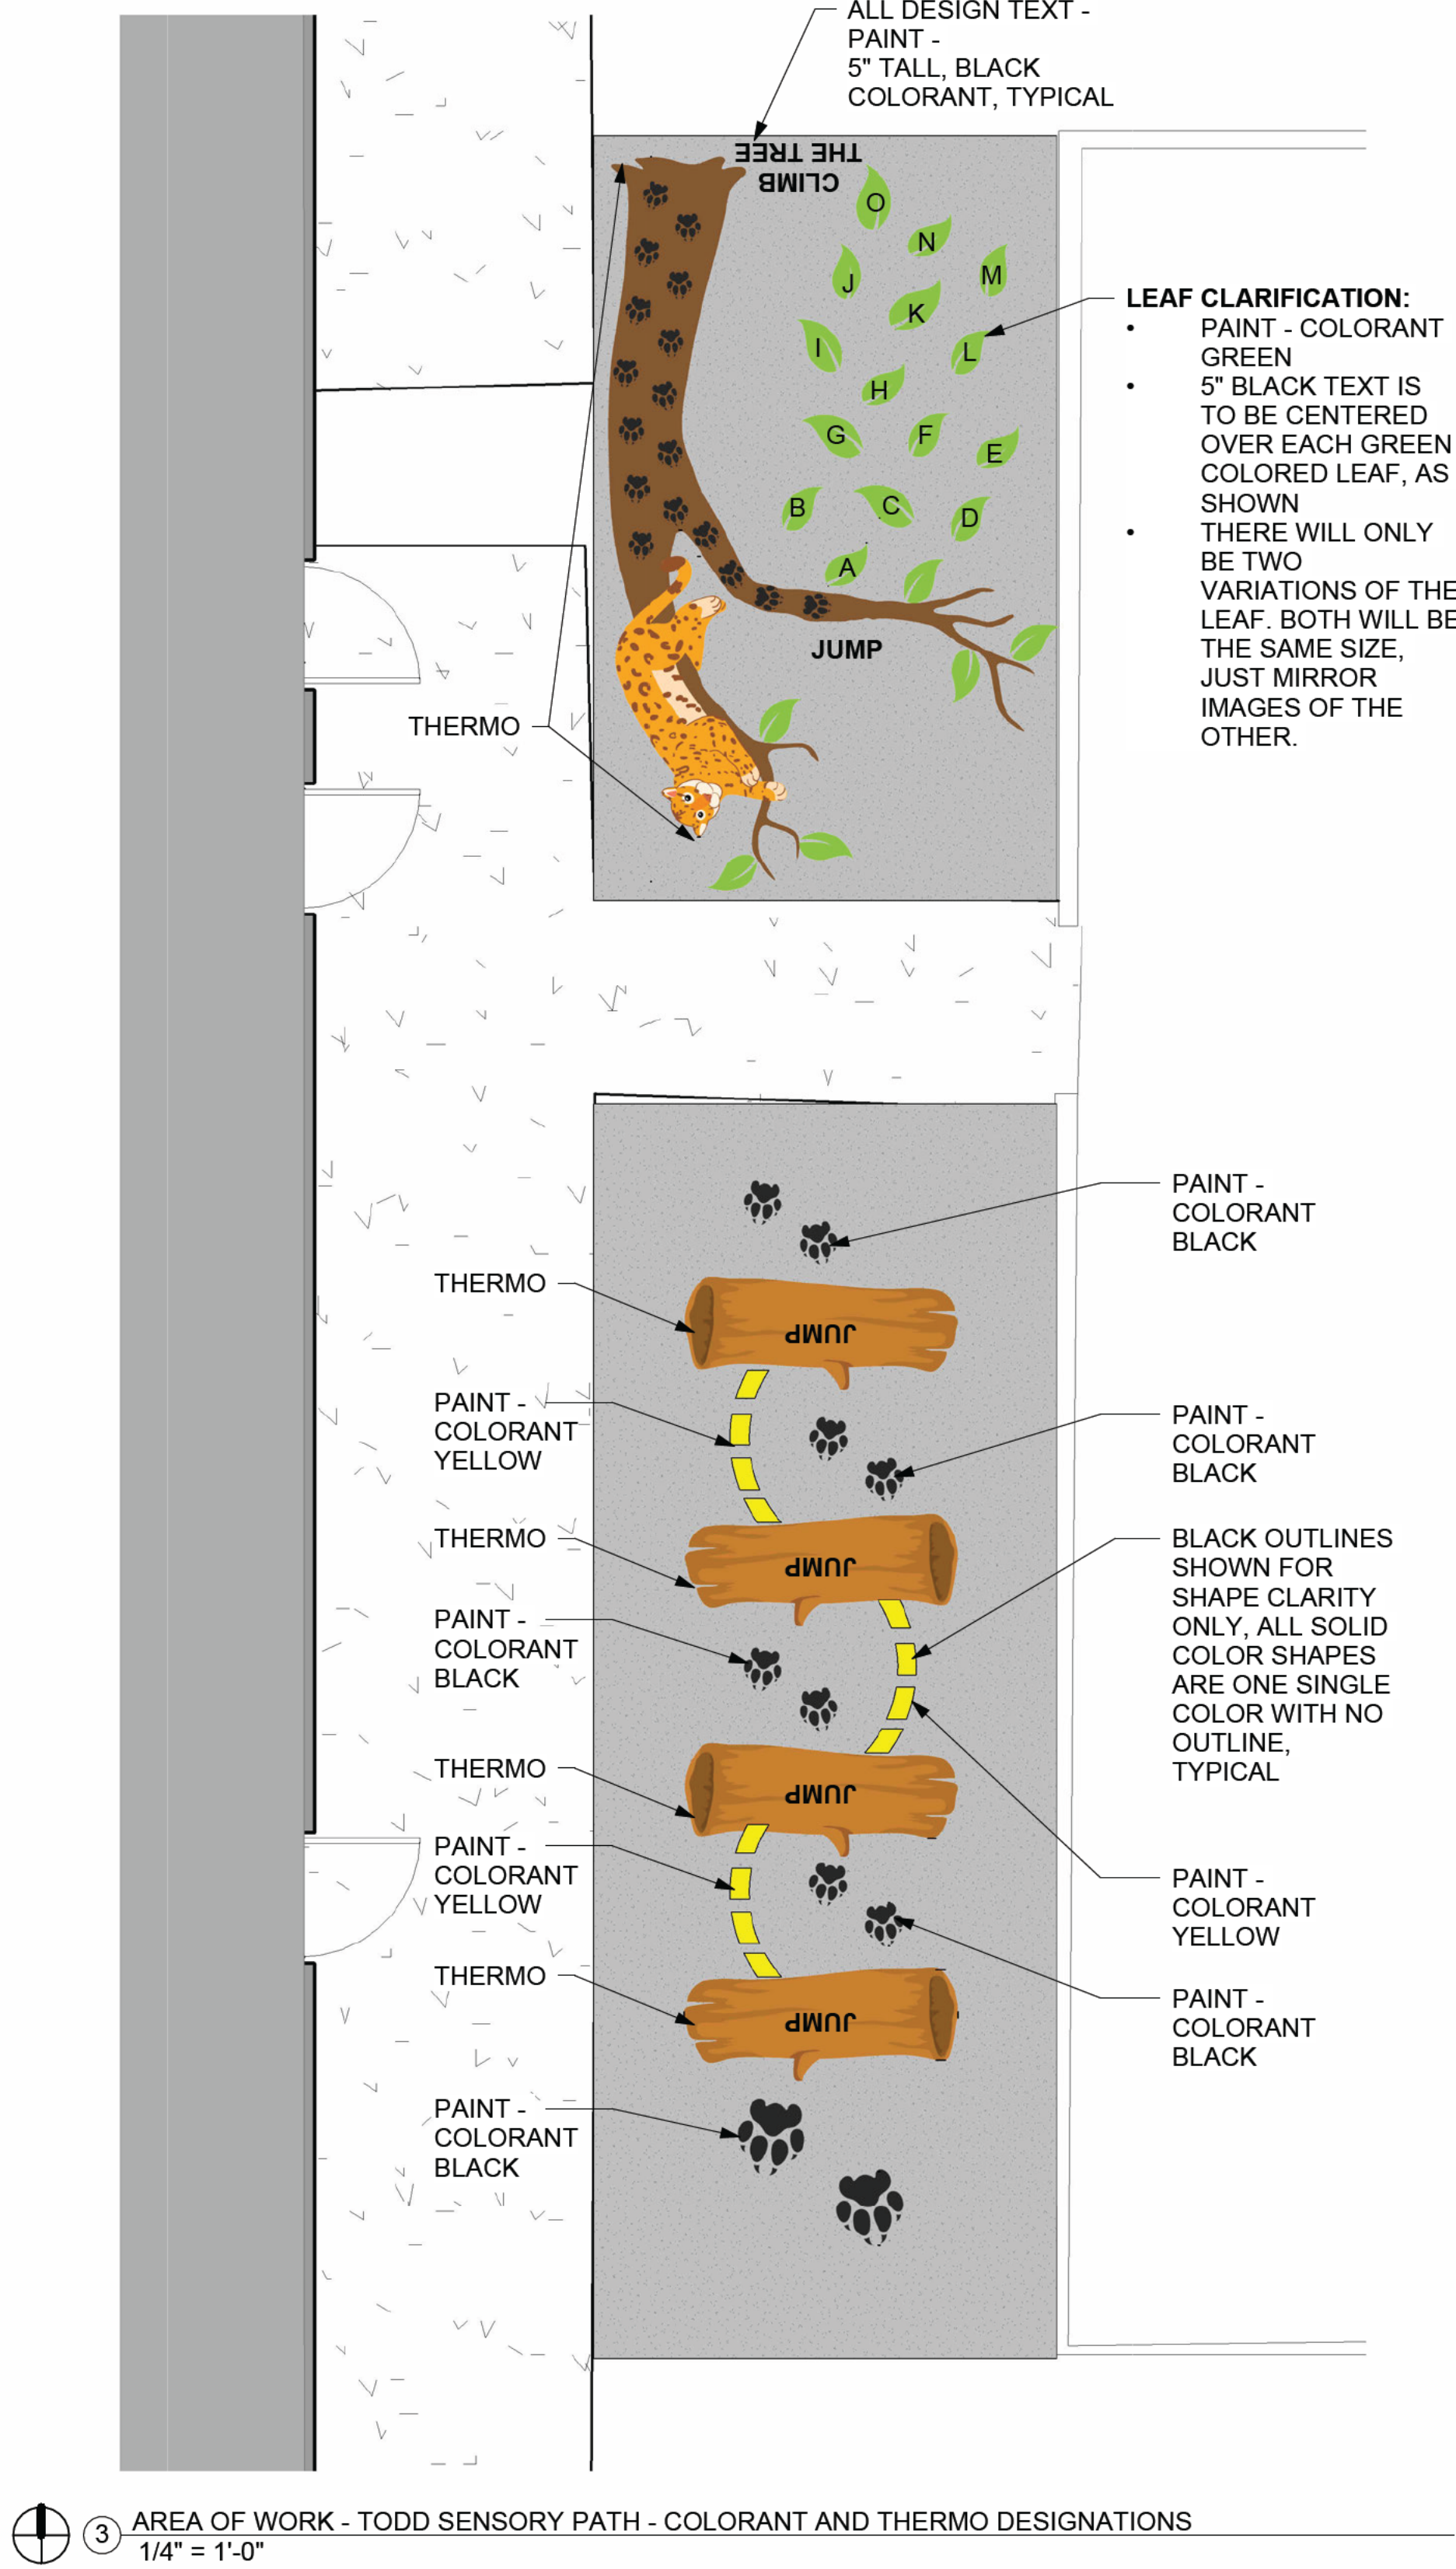 ALL DESIGN TEXT -
PAINT -
5" TALL, BLACK
COLORANT, TYPICAL
CLIMB
THE TREE
O
N
M
J
K
L
I
H
G
F
E
B
C
D
A
JUMP
LEAF CLARIFICATION:
• PAINT - COLORANT
GREEN
• 5" BLACK TEXT IS
TO BE CENTERED
OVER EACH GREEN
COLORED LEAF, AS
SHOWN
• THERE WILL ONLY
BE TWO
VARIATIONS OF THE
LEAF. BOTH WILL BE
THE SAME SIZE,
JUST MIRROR
IMAGES OF THE
OTHER.
THERMO
PAINT -
COLORANT
BLACK
THERMO
JUMP
PAINT -
COLORANT
YELLOW
PAINT -
COLORANT
BLACK
THERMO
JUMP
BLACK OUTLINES
SHOWN FOR
SHAPE CLARITY
ONLY, ALL SOLID
COLOR SHAPES
ARE ONE SINGLE
COLOR WITH NO
OUTLINE,
TYPICAL
PAINT -
COLORANT
BLACK
THERMO
JUMP
PAINT -
COLORANT
YELLOW
PAINT -
COLORANT
YELLOW
THERMO
JUMP
PAINT -
COLORANT
BLACK
PAINT -
COLORANT
BLACK
3
AREA OF WORK - TODD SENSORY PATH - COLORANT AND THERMO DESIGNATIONS
1/4" = 1'-0"